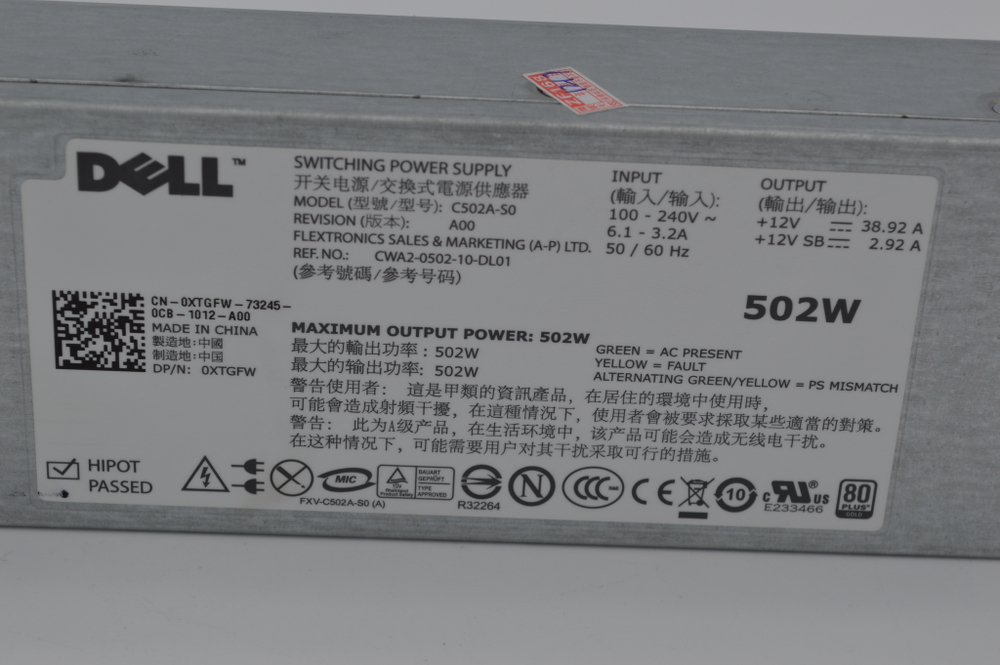 DELL™
SWITCHING POWER SUPPLY
开关电源/交換式電源供應器
MODEL (型號/型号): C502A-S0
REVISION (版本): A00
FLEXTRONICS SALES & MARKETING (A-P) LTD.
REF. NO.: CWA2-0502-10-DL01
(參考號碼/參考号码)
INPUT
(輸入/输入):
100 - 240V ~
6.1 - 3.2A
50 / 60 Hz
OUTPUT
(輸出/输出):
+12V 38.92 A
+12V SB 2.92 A
502W
CN-0XTGFW-73245-
0CB-1012-A00
MADE IN CHINA
製造地:中國
制造地:中国
DP/N: 0XTGFW
MAXIMUM OUTPUT POWER: 502W
最大的輸出功率: 502W
最大的输出功率: 502W
GREEN = AC PRESENT
YELLOW = FAULT
ALTERNATING GREEN/YELLOW = PS MISMATCH
警告使用者: 這是甲類的資訊產品,在居住的環境中使用時,
可能會造成射頻干擾,在這種情況下,使用者會被要求採取某些適當的對策。
警告: 此为A级产品,在生活环境中,该产品可能会造成无线电干扰。
在这种情况下,可能需要用户对其干扰采取可行的措施。
HIPOT
PASSED
MIC
FXV-C502A-S0 (A)
TÜV
Product Safety
BAUART
GEPRÜFT
TYPE
APPROVED
R32264
N
CCC
CE
10
c UR® US
E233466
80
PLUS
GOLD